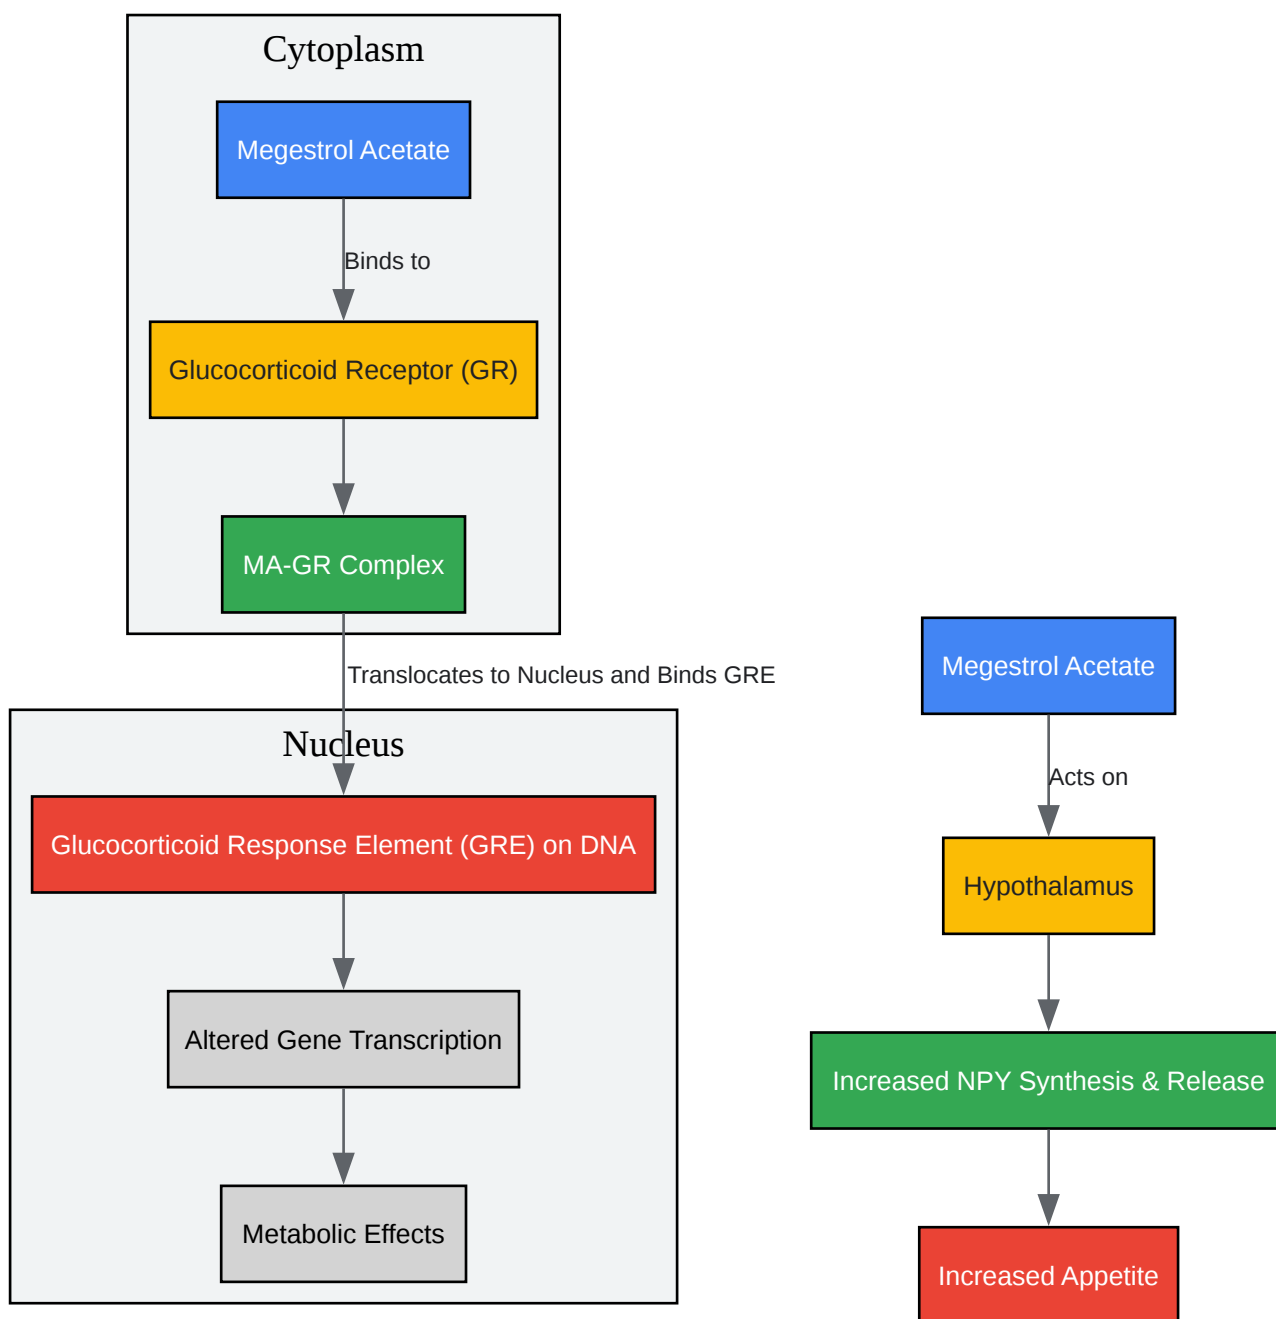 Cytoplasm
Megestrol Acetate
Binds to
Glucocorticoid Receptor (GR)
MA-GR Complex
Translocates to Nucleus and Binds GRE
Nucleus
Glucocorticoid Response Element (GRE) on DNA
Altered Gene Transcription
Metabolic Effects
Megestrol Acetate
Acts on
Hypothalamus
Increased NPY Synthesis & Release
Increased Appetite